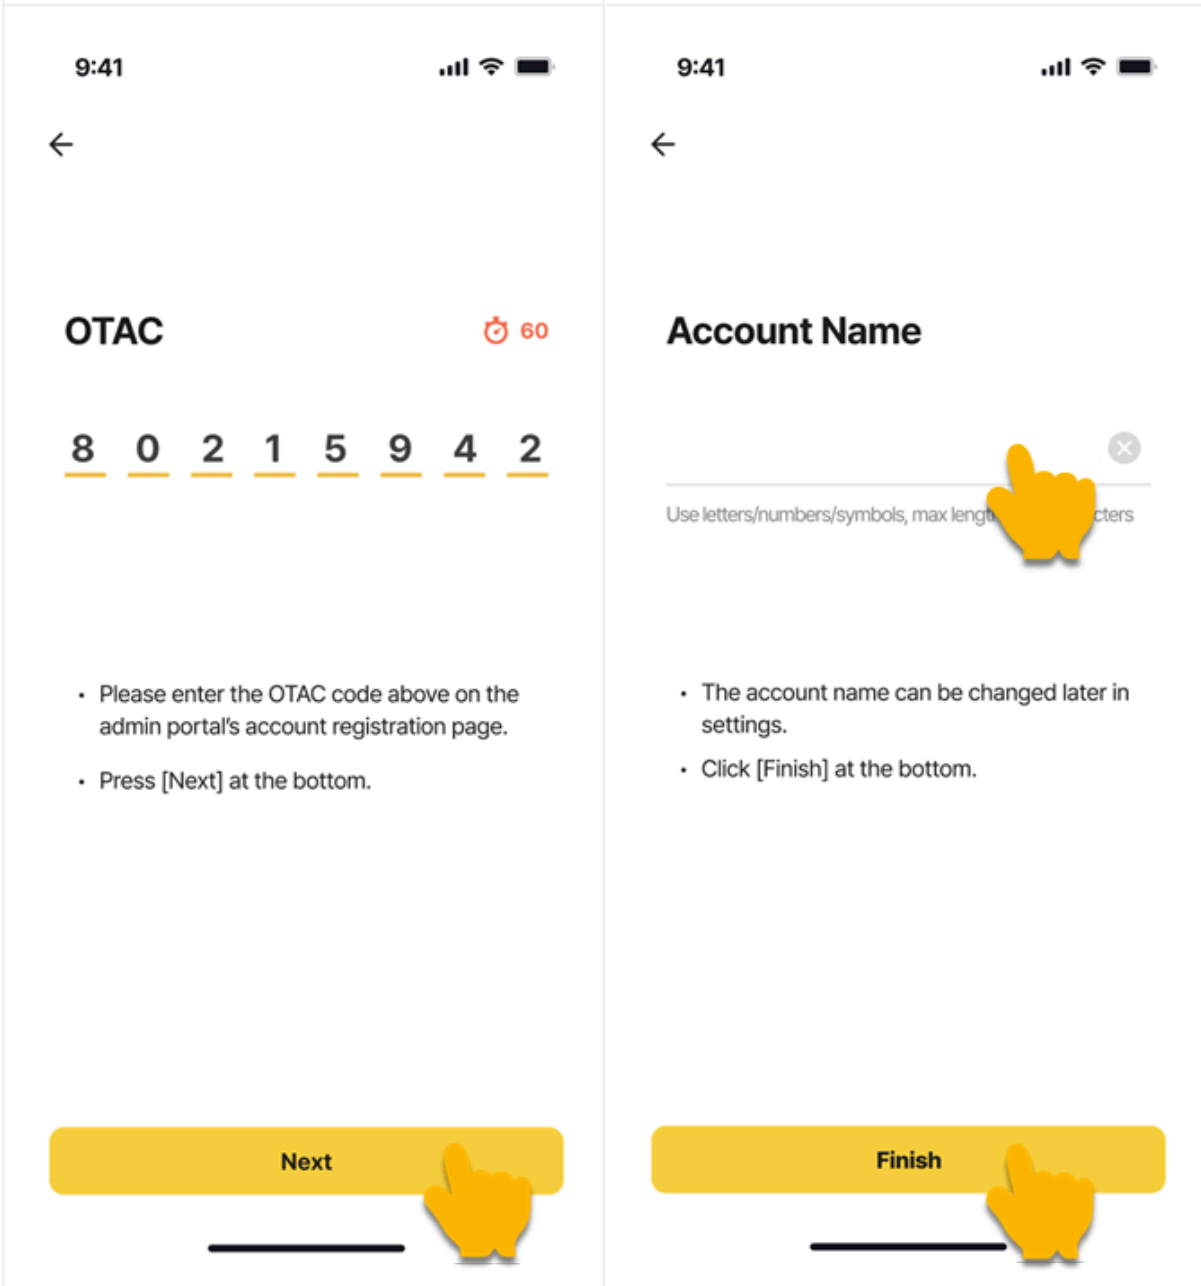 9:41
OTAC
60
8 0 2 1 5 9 4 2
• Please enter the OTAC code above on the
admin portal's account registration page.
• Press [Next] at the bottom.
Next
9:41
Account Name
Use letters/numbers/symbols, max
• The account name can be changed later in
settings.
• Click [Finish] at the bottom.
Finish